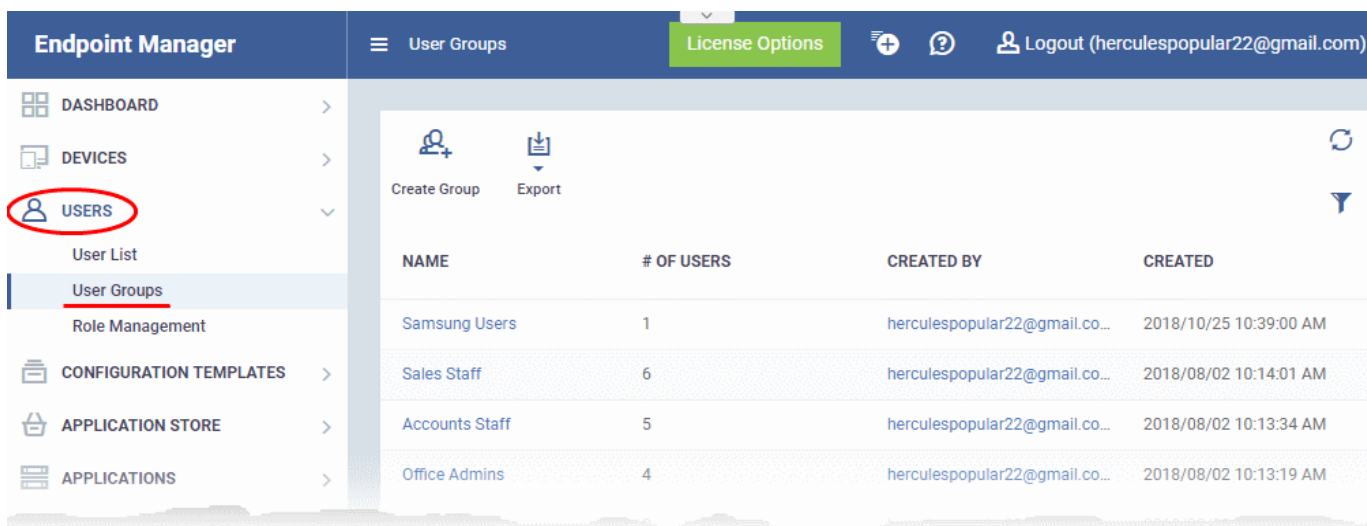 Endpoint Manager
User Groups
License Options
Logout (herculespopular22@gmail.com)
DASHBOARD
DEVICES
USERS
User List
User Groups
Role Management
CONFIGURATION TEMPLATES
APPLICATION STORE
APPLICATIONS
Create Group
Export
NAME # OF USERS CREATED BY CREATED
Samsung Users 1 herculespopular22@gmail.co... 2018/10/25 10:39:00 AM
Sales Staff 6 herculespopular22@gmail.co... 2018/08/02 10:14:01 AM
Accounts Staff 5 herculespopular22@gmail.co... 2018/08/02 10:13:34 AM
Office Admins 4 herculespopular22@gmail.co... 2018/08/02 10:13:19 AM